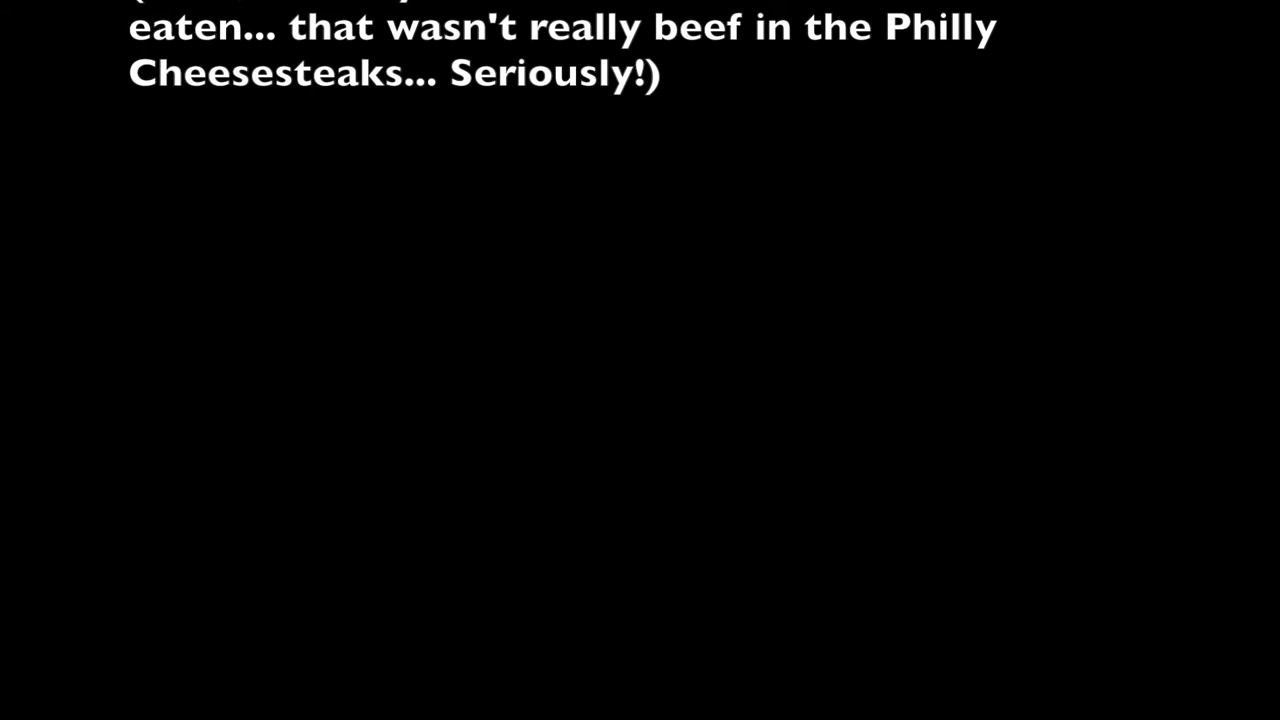 eaten... that wasn't really beef in the Philly
Cheesesteaks... Seriously!)